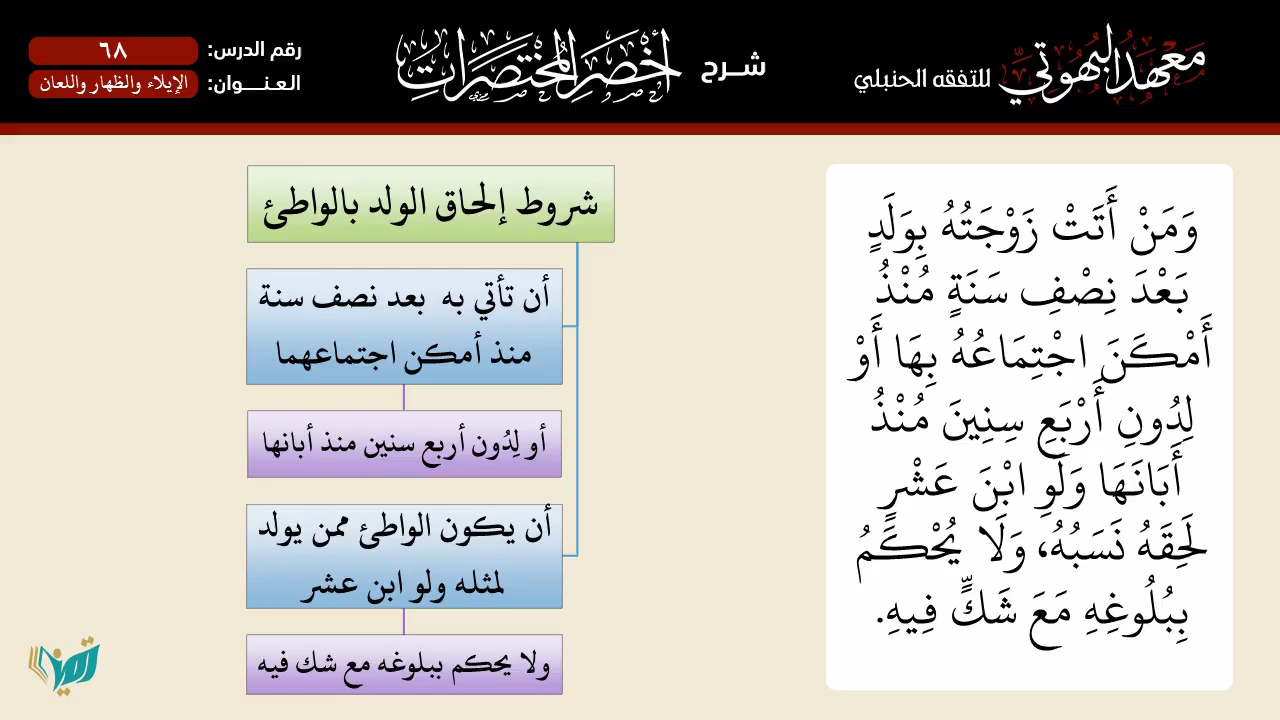 معهد البهوتي
للتفقه الحنبلي
شرح
أخصر المختصرات
رقم الدرس: ٦٨
العنوان: الإيلاء والظهار واللعان
وَمَنْ أَتَتْ زَوْجَتُهُ بِوَلَدٍ
بَعْدَ نِصْفِ سَنَةٍ مُنْذُ
أَمْكَنَ اجْتِمَاعُهُ بِهَا أَوْ
لِدُونِ أَرْبَعِ سِنِينَ مُنْذُ
أَبَانَهَا وَلَوِ ابْنَ عَشْرٍ
لَحِقَهُ نَسَبُهُ، وَلَا يُحْكَمُ
بِبُلُوغِهِ مَعَ شَكٍّ فِيهِ.
شروط إلحاق الولد بالواطئ
أن تأتي به بعد نصف سنة
منذ أمكن اجتماعهما
أو لِدُون أربع سنين منذ أبانها
أن يكون الواطئ ممن يولد
لمثله ولو ابن عشر
ولا يحكم ببلوغه مع شك فيه